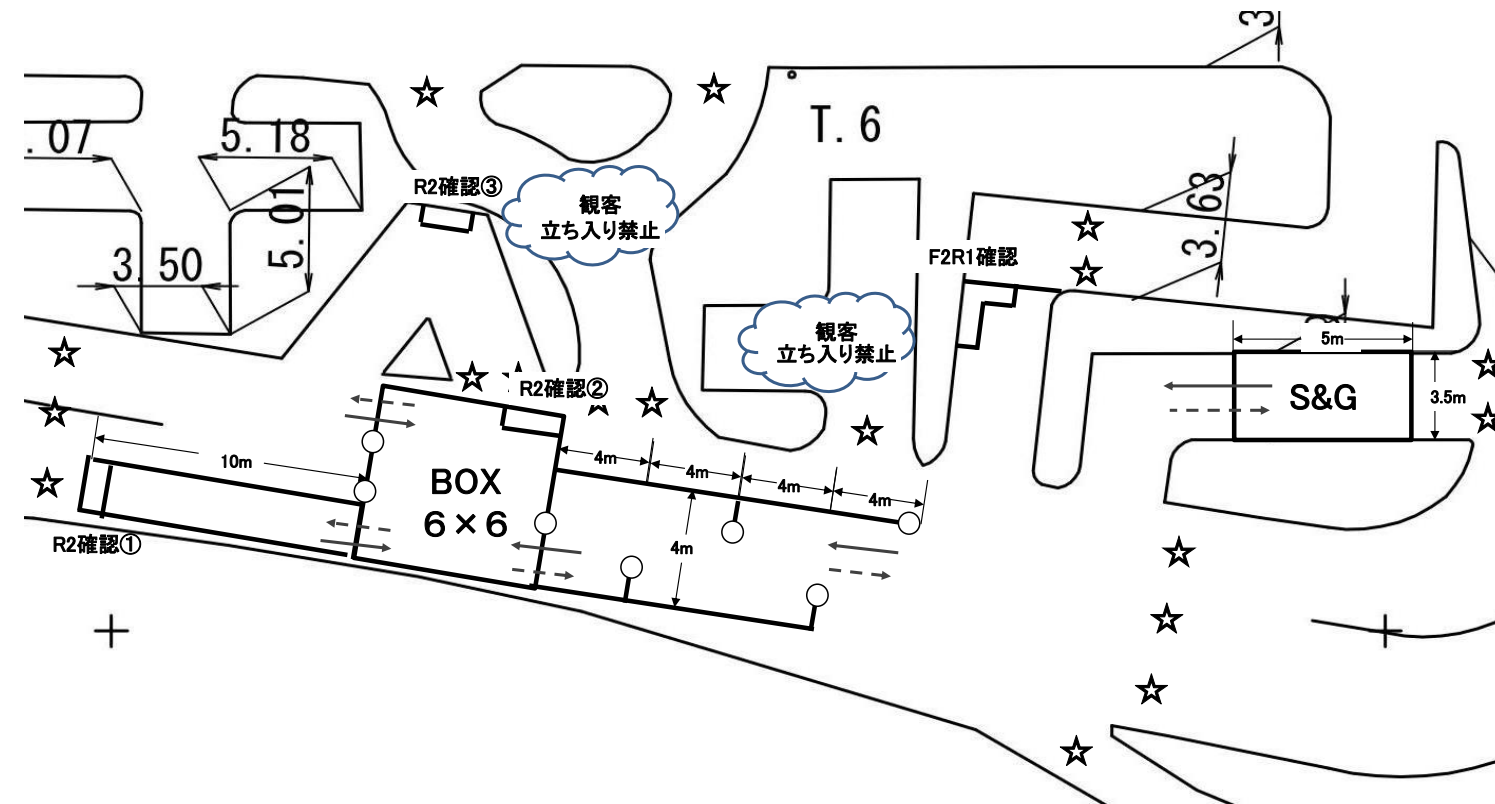 T. 6
. 07
5. 18
5. 01
3. 50
R2確認③
観客
立ち入り禁止
3. 63
F2R1確認
観客
立ち入り禁止
5m
S&G
3.5m
R2確認②
10m
BOX
6×6
4m
4m
4m
4m
4m
R2確認①